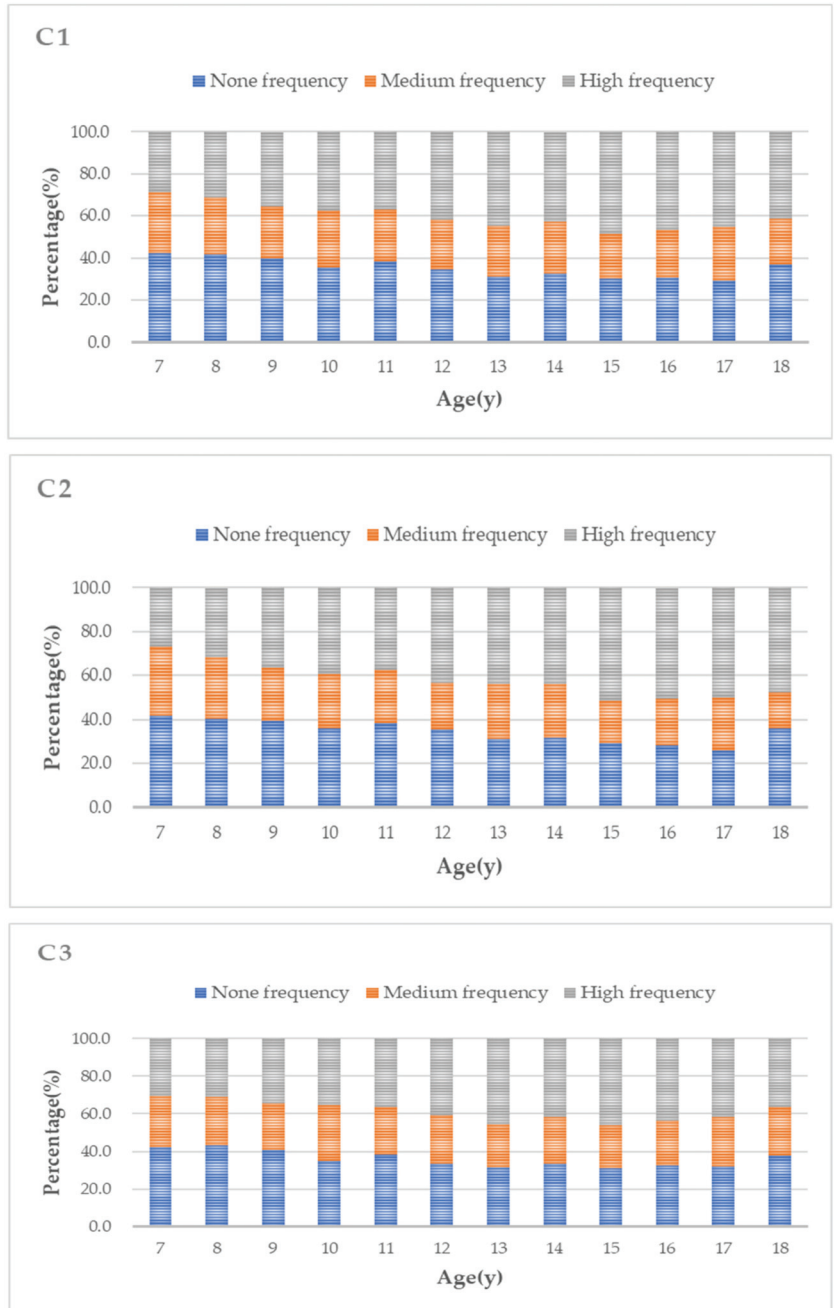 C1
None frequency Medium frequency High frequency
100.0
80.0
60.0
40.0
20.0
0.0
Percentage(%)
7 8 9 10 11 12 13 14 15 16 17 18
Age(y)
C2
None frequency Medium frequency High frequency
100.0
80.0
60.0
40.0
20.0
0.0
Percentage(%)
7 8 9 10 11 12 13 14 15 16 17 18
Age(y)
C3
None frequency Medium frequency High frequency
100.0
80.0
60.0
40.0
20.0
0.0
Percentage(%)
7 8 9 10 11 12 13 14 15 16 17 18
Age(y)